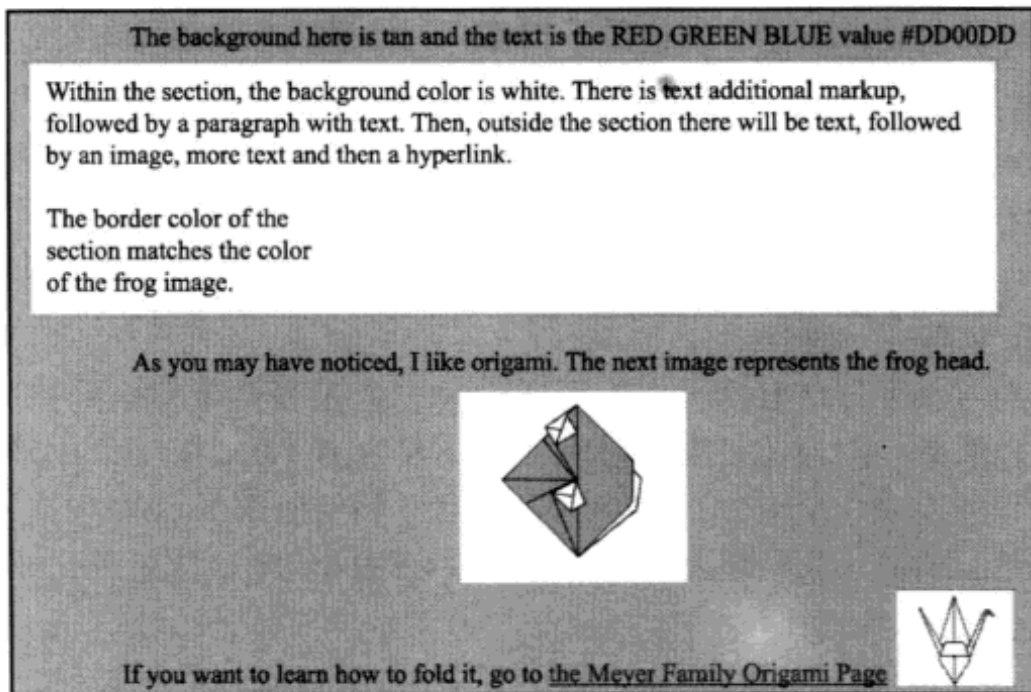 The background here is tan and the text is the RED GREEN BLUE value #DD00DD
Within the section, the background color is white. There is text additional markup,
followed by a paragraph with text. Then, outside the section there will be text, followed
by an image, more text and then a hyperlink.
The border color of the
section matches the color
of the frog image.
As you may have noticed, I like origami. The next image represents the frog head.
If you want to learn how to fold it, go to the Meyer Family Origami Page